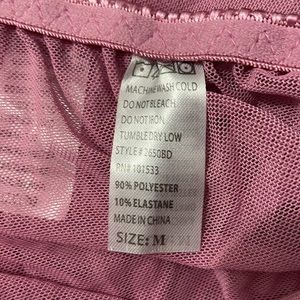 MACHINE WASH COLD
DO NOT BLEACH
DO NOT IRON
TUMBLE DRY LOW
STYLE # 3650BD
RN# 101533
90% POLYESTER
10% ELASTANE
MADE IN CHINA
SIZE: M